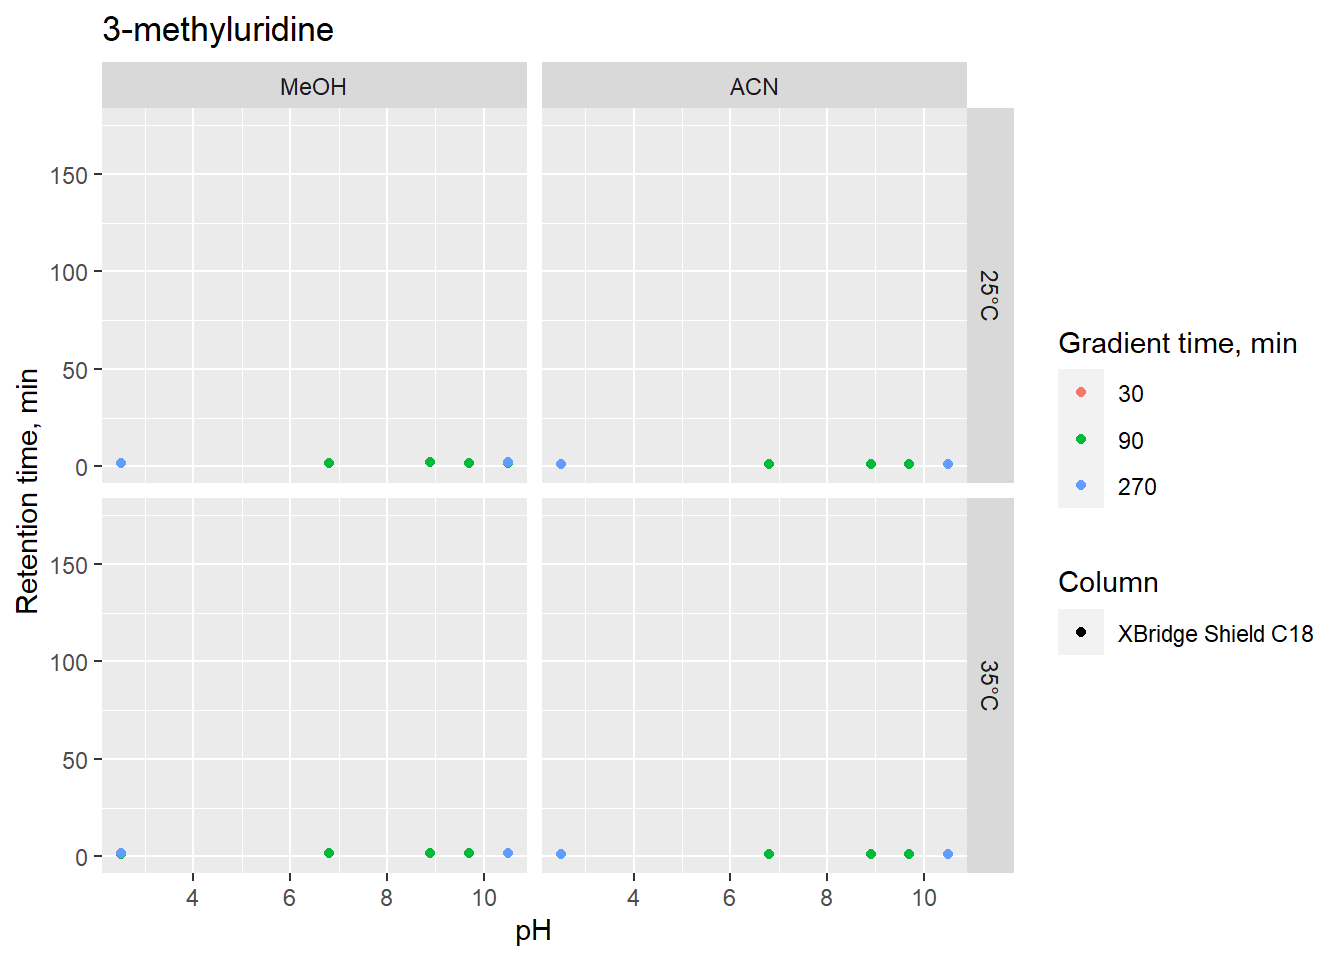 3-methyluridine
MeOH
ACN
150
100
50
0
25°C
150
100
50
0
35°C
4
6
8
10
4
6
8
10
pH
Retention time, min
Gradient time, min
30
90
270
Column
XBridge Shield C18